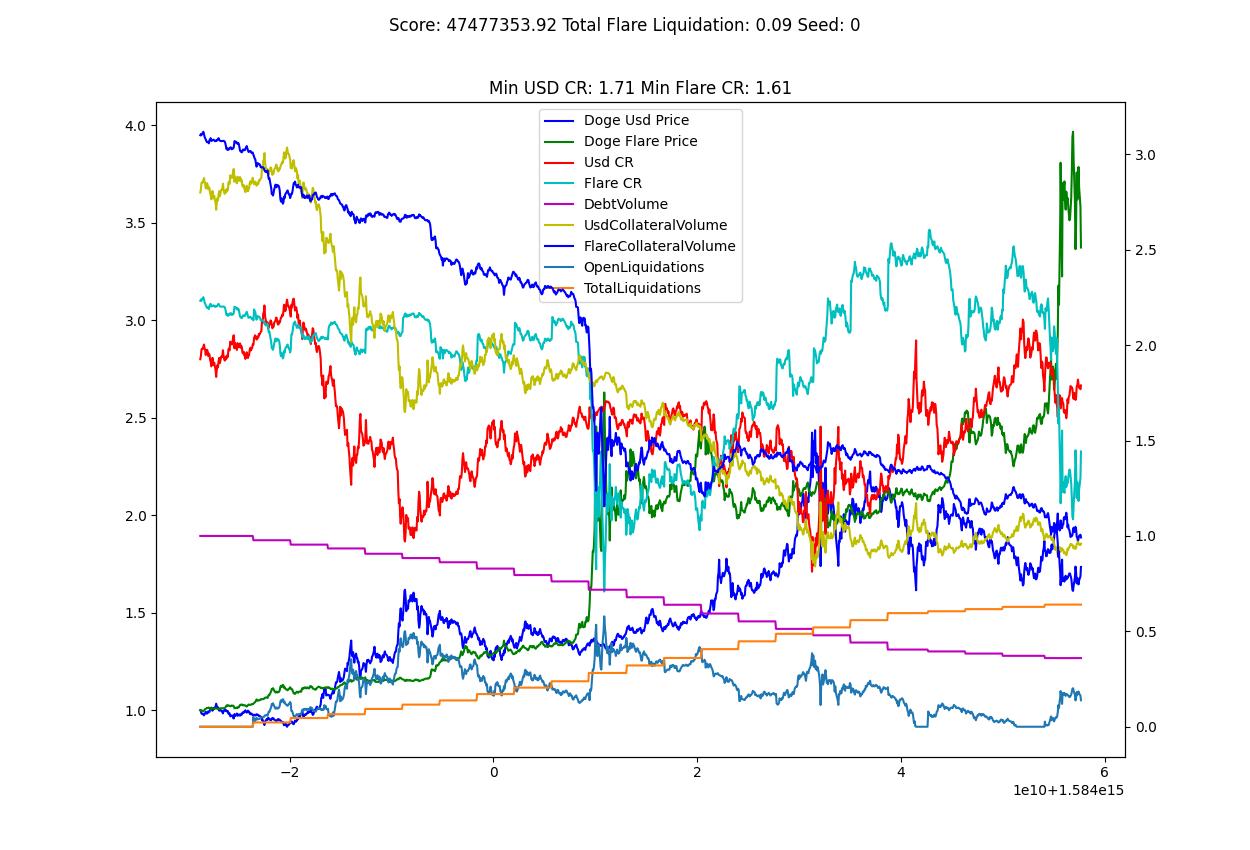 Score: 47477353.92 Total Flare Liquidation: 0.09 Seed: 0
Min USD CR: 1.71 Min Flare CR: 1.61
Doge Usd Price
Doge Flare Price
Usd CR
Flare CR
DebtVolume
UsdCollateralVolume
FlareCollateralVolume
OpenLiquidations
TotalLiquidations
4.0
3.5
3.0
2.5
2.0
1.5
1.0
3.0
2.5
2.0
1.5
1.0
0.5
0.0
−2 0 2 4 6
1e10+1.584e15